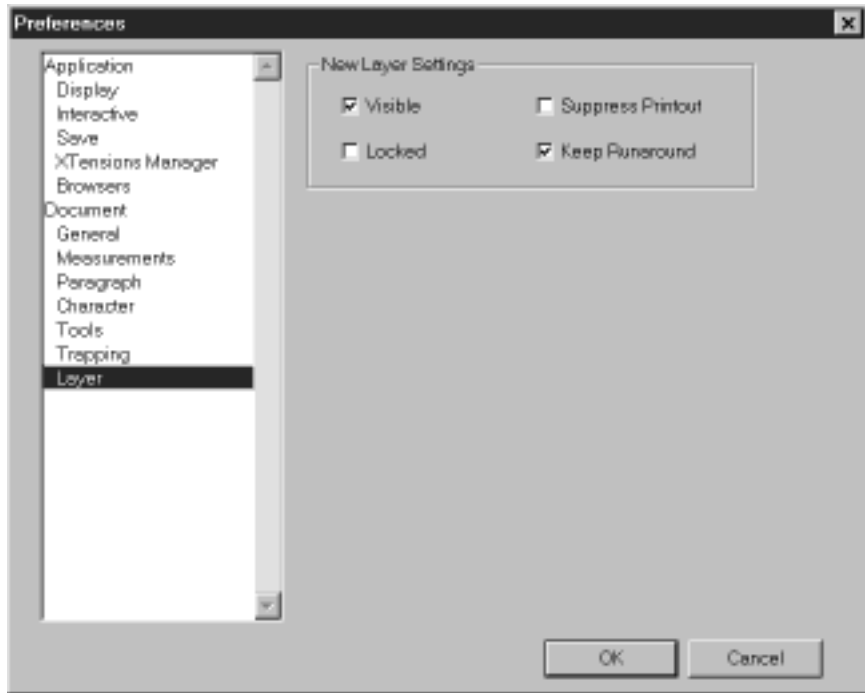 Preferences
Application
Display
Interactive
Save
XTensions Manager
Browsers
Document
General
Measurements
Paragraph
Character
Tools
Trapping
Layer
New Layer Settings
Visible
Suppress Printout
Locked
Keep Runaround
OK
Cancel